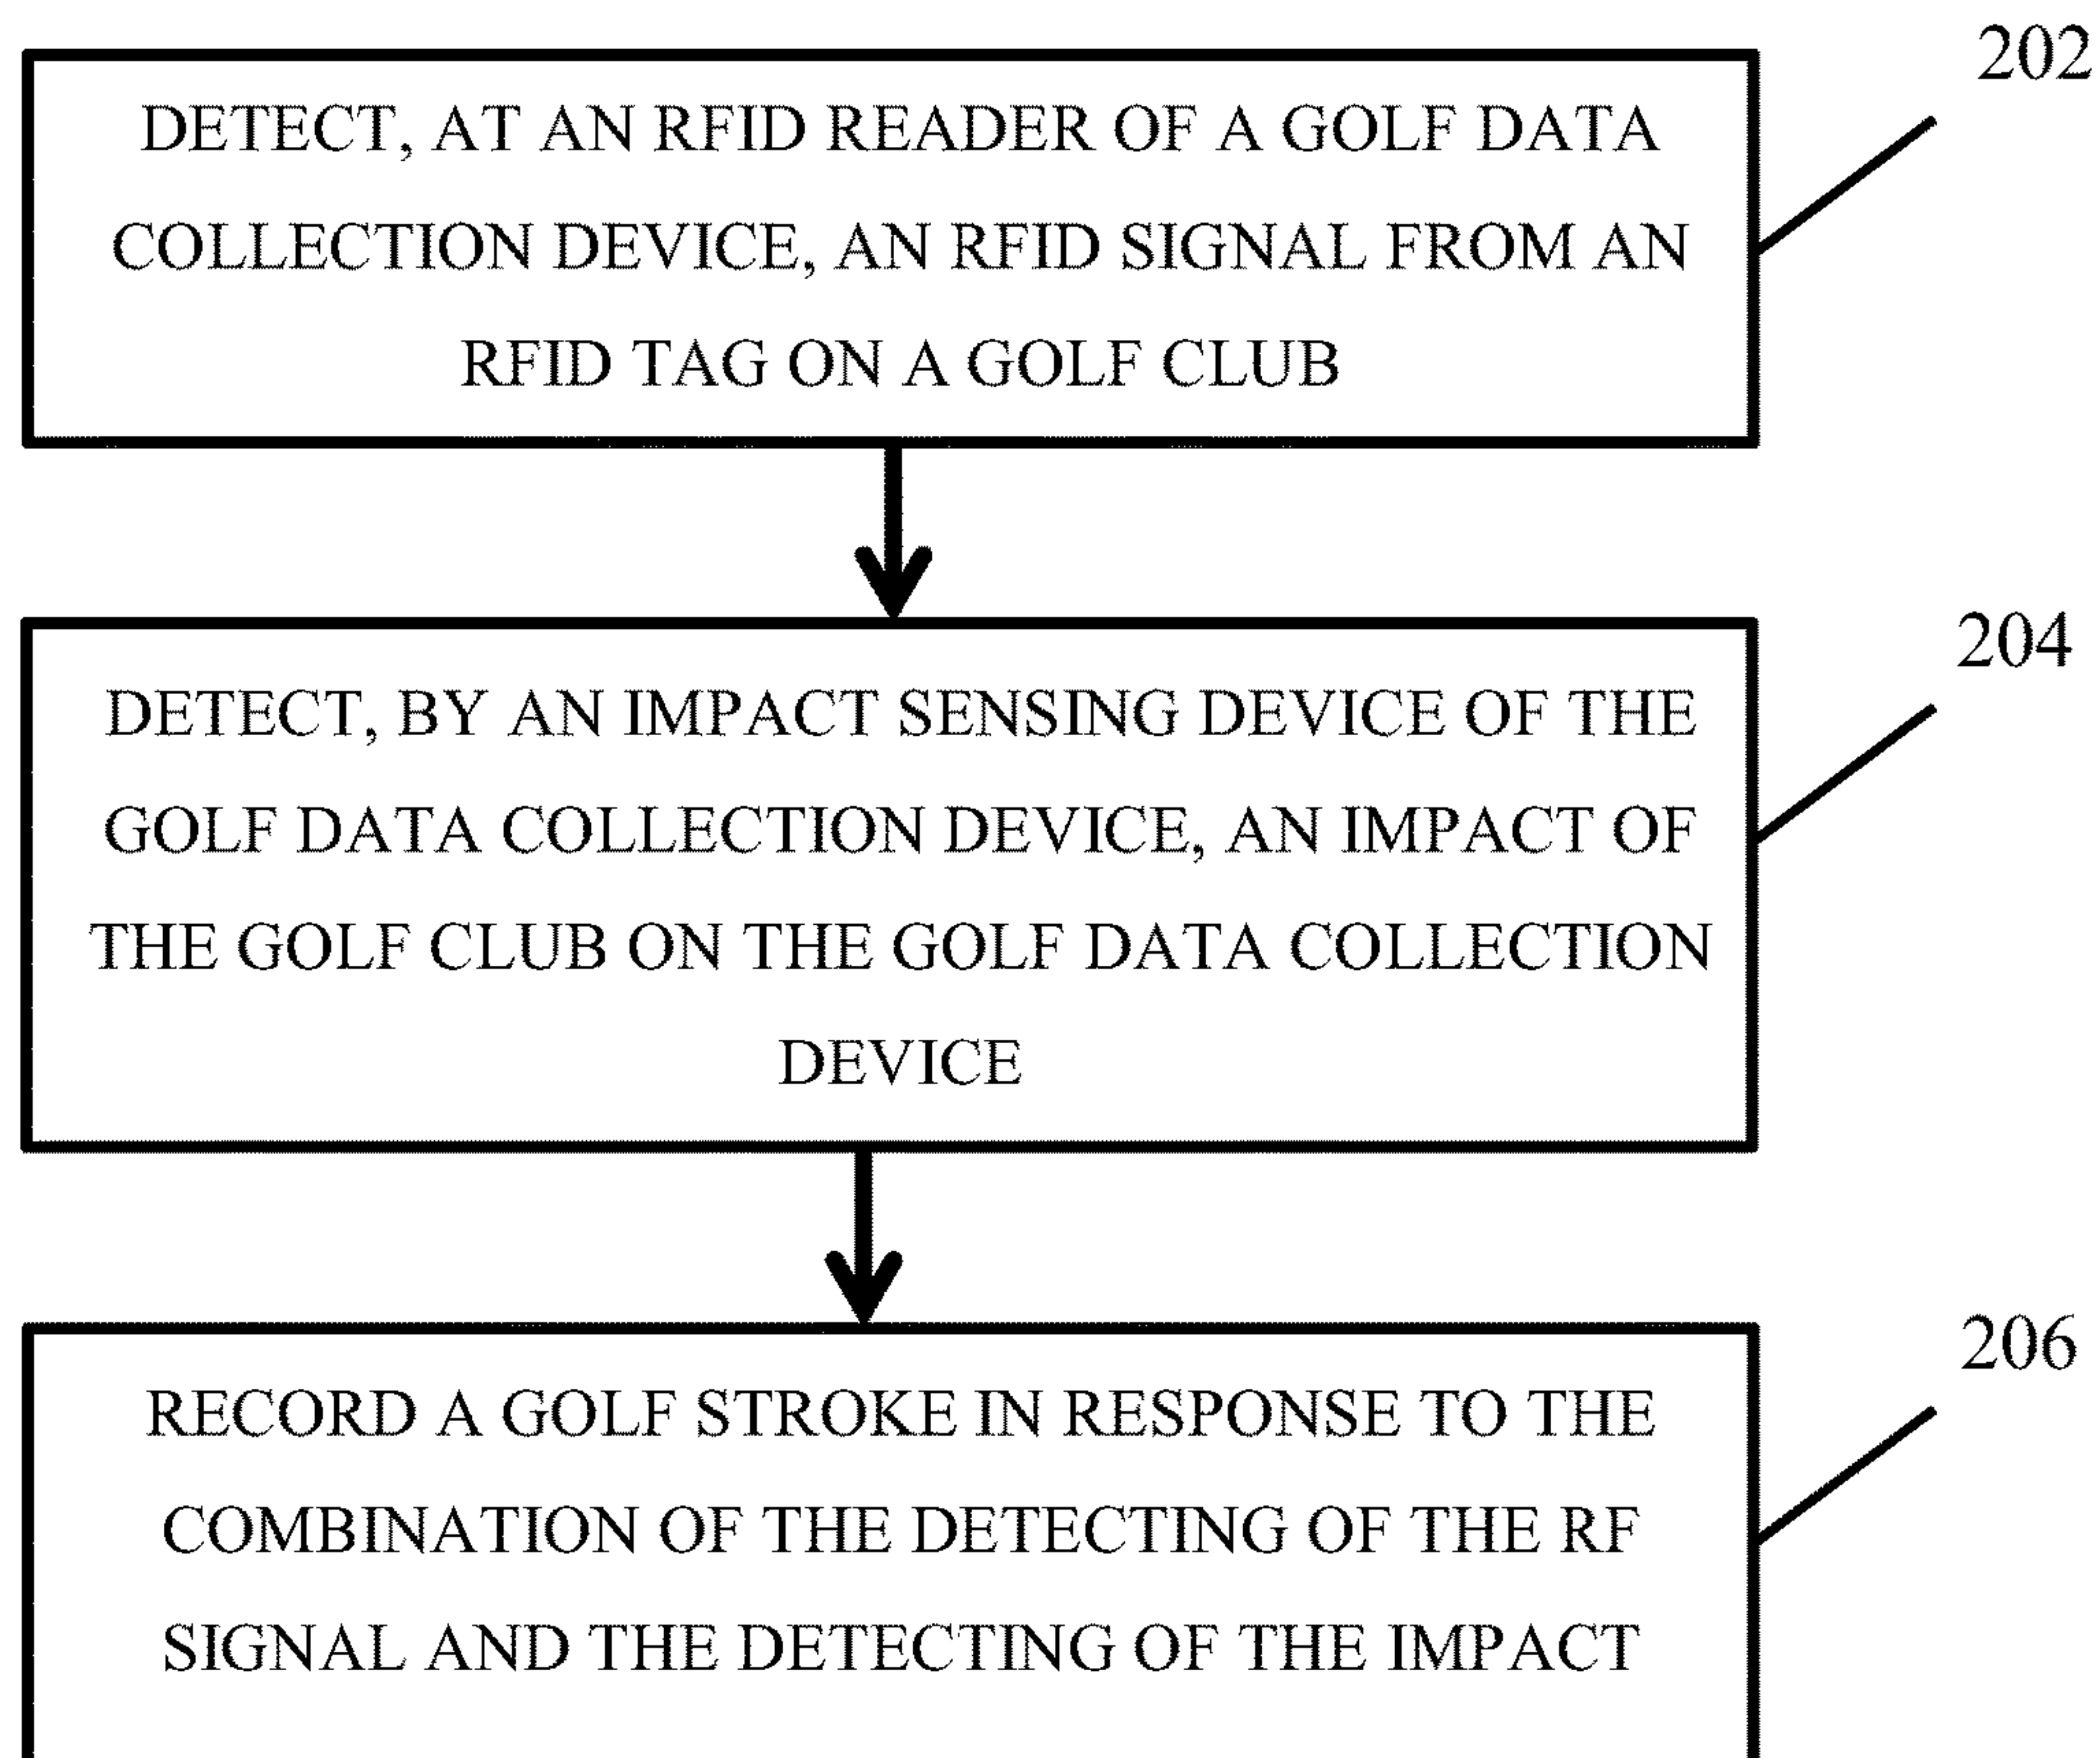 202
DETECT, AT AN RFID READER OF A GOLF DATA
COLLECTION DEVICE, AN RFID SIGNAL FROM AN
RFID TAG ON A GOLF CLUB
204
DETECT, BY AN IMPACT SENSING DEVICE OF THE
GOLF DATA COLLECTION DEVICE, AN IMPACT OF
THE GOLF CLUB ON THE GOLF DATA COLLECTION
DEVICE
206
RECORD A GOLF STROKE IN RESPONSE TO THE
COMBINATION OF THE DETECTING OF THE RF
SIGNAL AND THE DETECTING OF THE IMPACT